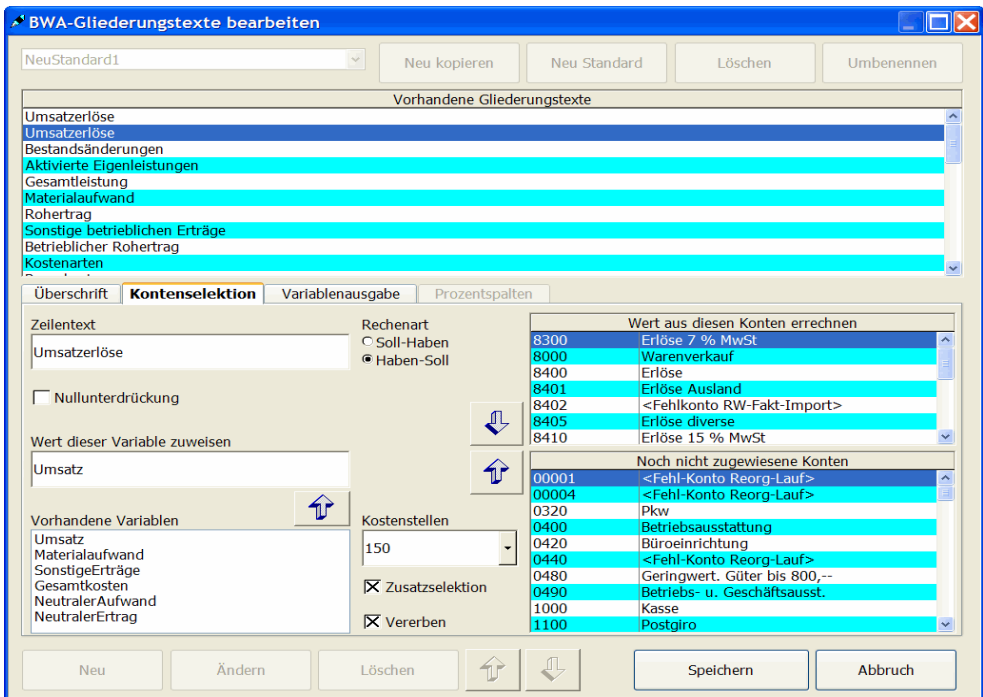 BWA-Gliederungstexte bearbeiten
NeuStandard1
Neu kopieren
Neu Standard
Löschen
Umbenennen
Vorhandene Gliederungstexte
Umsatzerlöse
Umsatzerlöse
Bestandsänderungen
Aktivierte Eigenleistungen
Gesamtleistung
Materialaufwand
Rohertrag
Sonstige betrieblichen Erträge
Betrieblicher Rohertrag
Kostenarten
Überschrift
Kontenselektion
Variablenausgabe
Prozentspalten
Zeilentext
Umsatzerlöse
Nullunterdrückung
Wert dieser Variable zuweisen
Umsatz
Vorhandene Variablen
Umsatz
Materialaufwand
SonstigeErträge
Gesamtkosten
NeutralerAufwand
NeutralerErtrag
Rechenart
Soll-Haben
Haben-Soll
Kostenstellen
150
Zusatzselektion
Vererben
Wert aus diesen Konten errechnen
8300 Erlöse 7 % MwSt
8000 Warenverkauf
8400 Erlöse
8401 Erlöse Ausland
8402 <Fehlkonto RW-Fakt-Import>
8405 Erlöse diverse
8410 Erlöse 15 % MwSt
Noch nicht zugewiesene Konten
00001 <Fehl-Konto Reorg-Lauf>
00004 <Fehl-Konto Reorg-Lauf>
0320 Pkw
0400 Betriebsausstattung
0420 Büroeinrichtung
0440 <Fehl-Konto Reorg-Lauf>
0480 Geringwert. Güter bis 800,--
0490 Betriebs- u. Geschäftsausst.
1000 Kasse
1100 Postgiro
Neu
Ändern
Löschen
Speichern
Abbruch